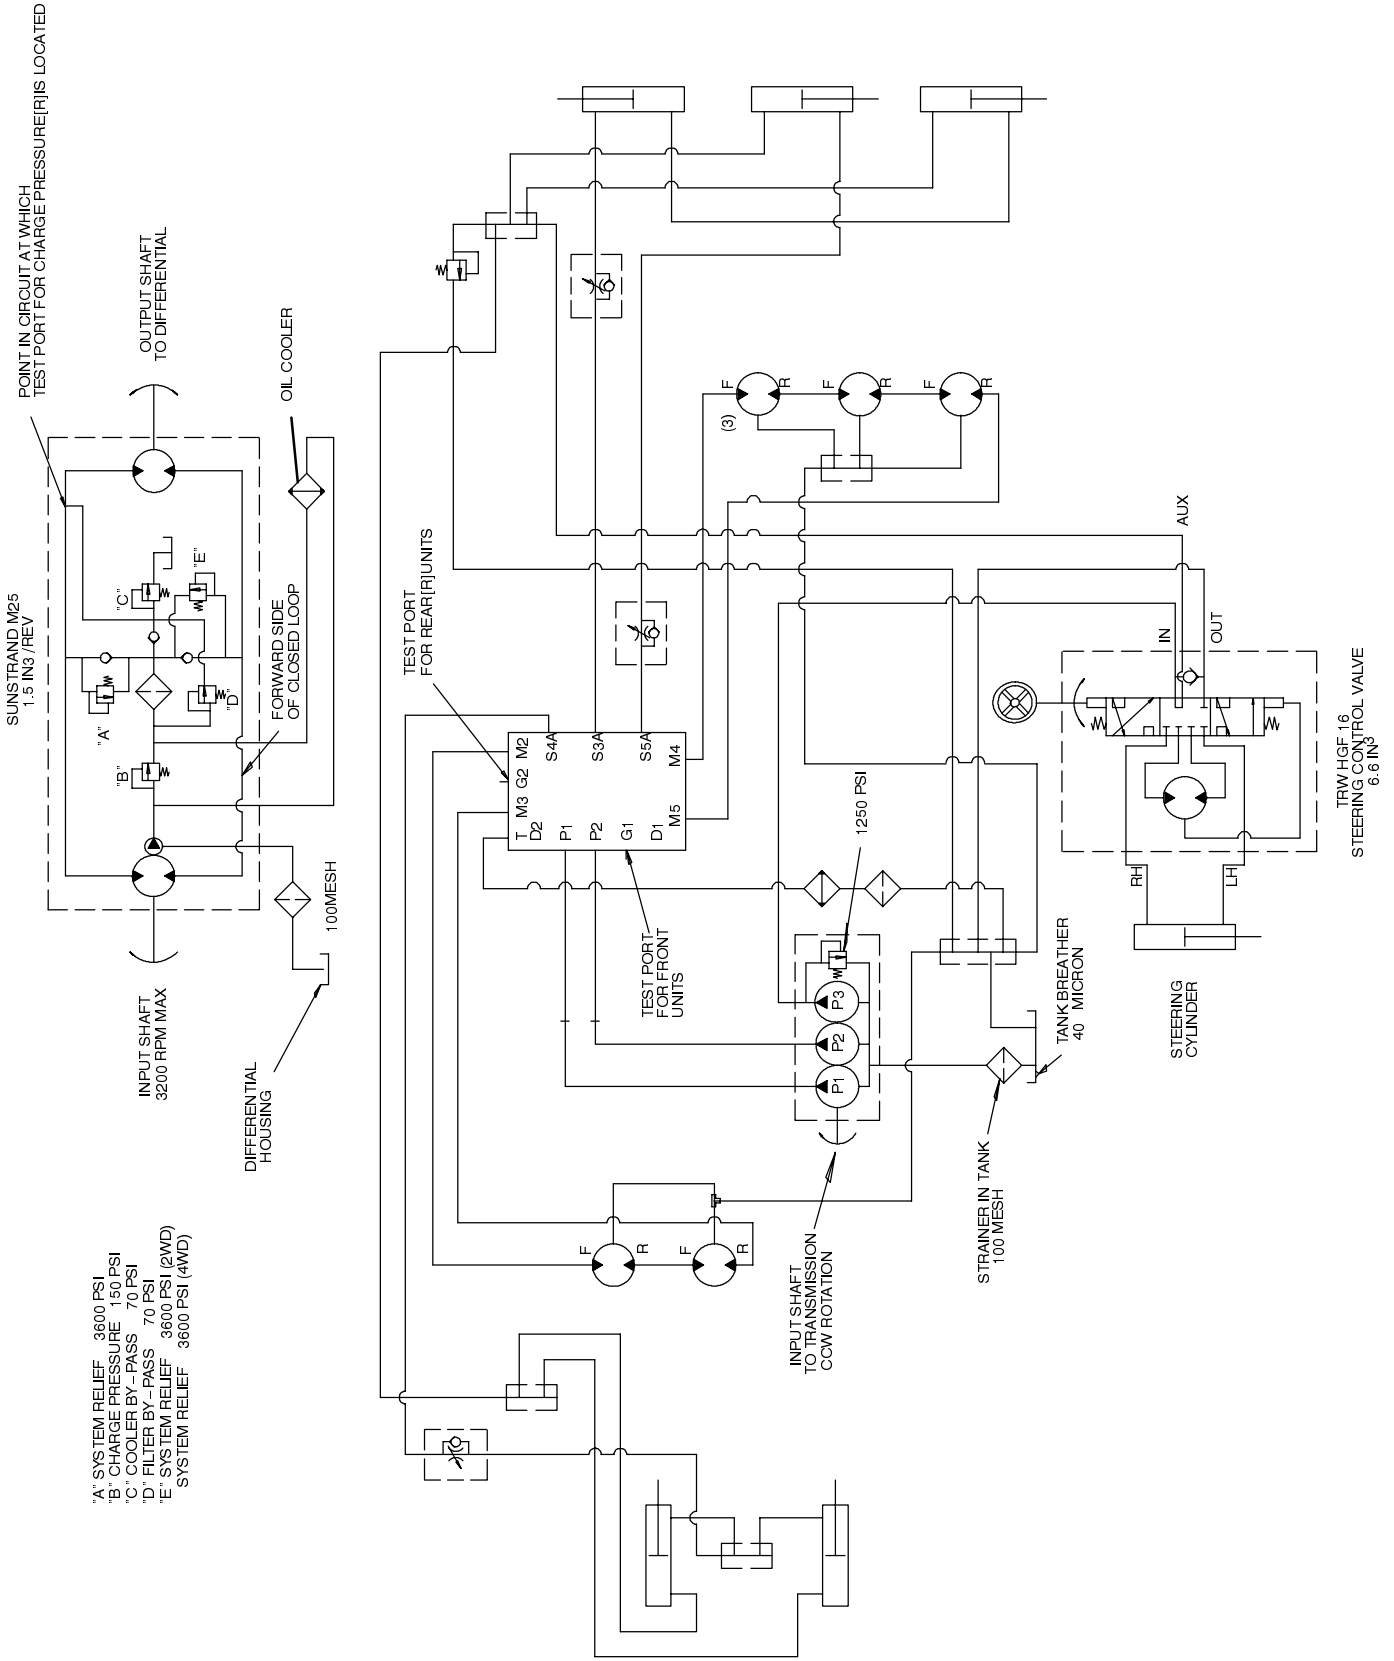 POINT IN CIRCUIT AT WHICH
TEST PORT FOR CHARGE PRESSURE[R]IS LOCATED
OUTPUT SHAFT
TO DIFFERENTIAL
OIL COOLER
SUNSTRAND M25
1.5 IN3 /REV
"A"
"B"
"C"
"D"
"E"
FORWARD SIDE
OF CLOSED LOOP
100MESH
INPUT SHAFT
3200 RPM MAX
DIFFERENTIAL
HOUSING
"A" SYSTEM RELIEF 3600 PSI
"B" CHARGE PRESSURE 150 PSI
"C" COOLER BY-PASS 70 PSI
"D" FILTER BY-PASS 70 PSI
"E" SYSTEM RELIEF 3600 PSI (2WD)
SYSTEM RELIEF 3600 PSI (4WD)
TEST PORT
FOR REAR[R]UNITS
T M3 G2 M2
D2 S4A
P1
P2 S3A
G1
D1 S5A
M5 M4
TEST PORT
FOR FRONT
UNITS
(3)
F
R
F
R
F
R
F
R
F
R
1250 PSI
P1
P2
P3
INPUT SHAFT
TO TRANSMISSION
CCW ROTATION
STRAINER IN TANK
100 MESH
TANK BREATHER
40 MICRON
AUX
IN
OUT
RH
LH
STEERING
CYLINDER
TRW HGF 16
STEERING CONTROL VALVE
6.6 IN3